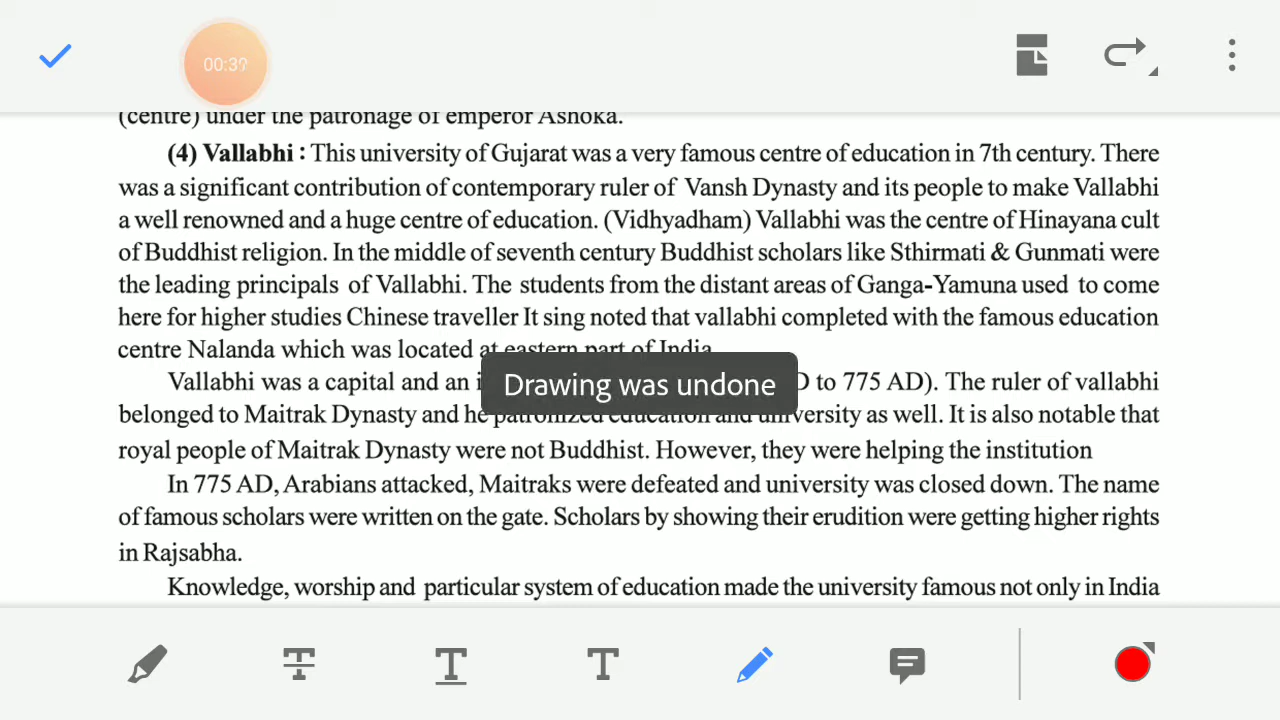 00:30
(centre) under the patronage of emperor Ashoka.
(4) Vallabhi : This university of Gujarat was a very famous centre of education in 7th century. There
was a significant contribution of contemporary ruler of Vansh Dynasty and its people to make Vallabhi
a well renowned and a huge centre of education. (Vidhyadham) Vallabhi was the centre of Hinayana cult
of Buddhist religion. In the middle of seventh century Buddhist scholars like Sthirmati & Gunmati were
the leading principals of Vallabhi. The students from the distant areas of Ganga-Yamuna used to come
here for higher studies Chinese traveller It sing noted that vallabhi completed with the famous education
centre Nalanda which was located at eastern part of India.
Vallabhi was a capital and an to 775 AD). The ruler of vallabhi
Drawing was undone
belonged to Maitrak Dynasty and he patronized education and university as well. It is also notable that
royal people of Maitrak Dynasty were not Buddhist. However, they were helping the institution
In 775 AD, Arabians attacked, Maitraks were defeated and university was closed down. The name
of famous scholars were written on the gate. Scholars by showing their erudition were getting higher rights
in Rajsabha.
Knowledge, worship and particular system of education made the university famous not only in India